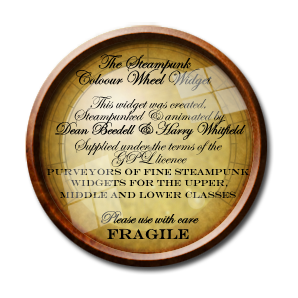 The Steampunk
Coloour Wheel Widget
This widget was created,
Steampunked & animated by
Dean Beedell & Harry Whitfield
Supplied under the terms of the
GPL licence
PURVEYORS OF FINE STEAMPUNK
WIDGETS FOR THE UPPER,
MIDDLE AND LOWER CLASSES
Please use with care
FRAGILE